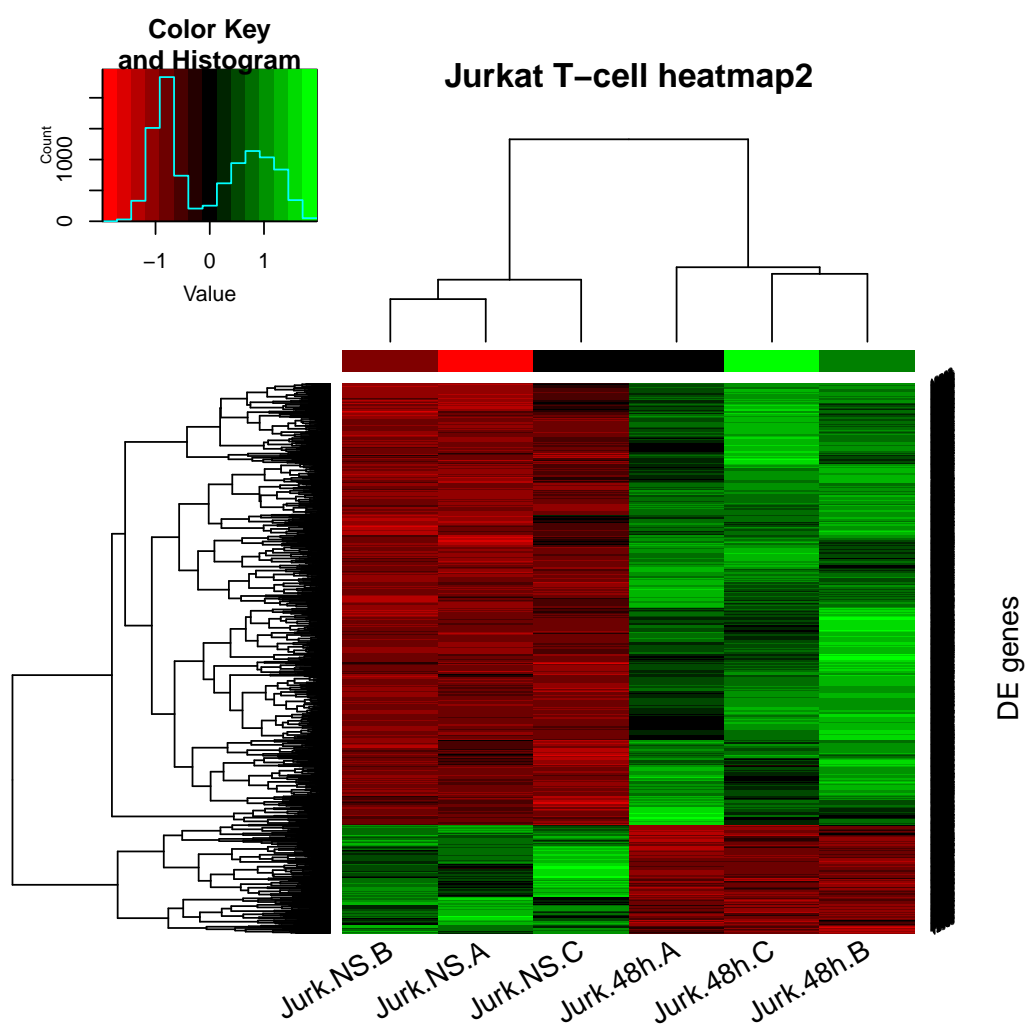 Color Key
and Histogram
Jurkat T−cell heatmap2
Count
0
1000
−1
0
1
Value
DE genes
Jurk.NS.B
Jurk.NS.A
Jurk.NS.C
Jurk.48h.A
Jurk.48h.C
Jurk.48h.B